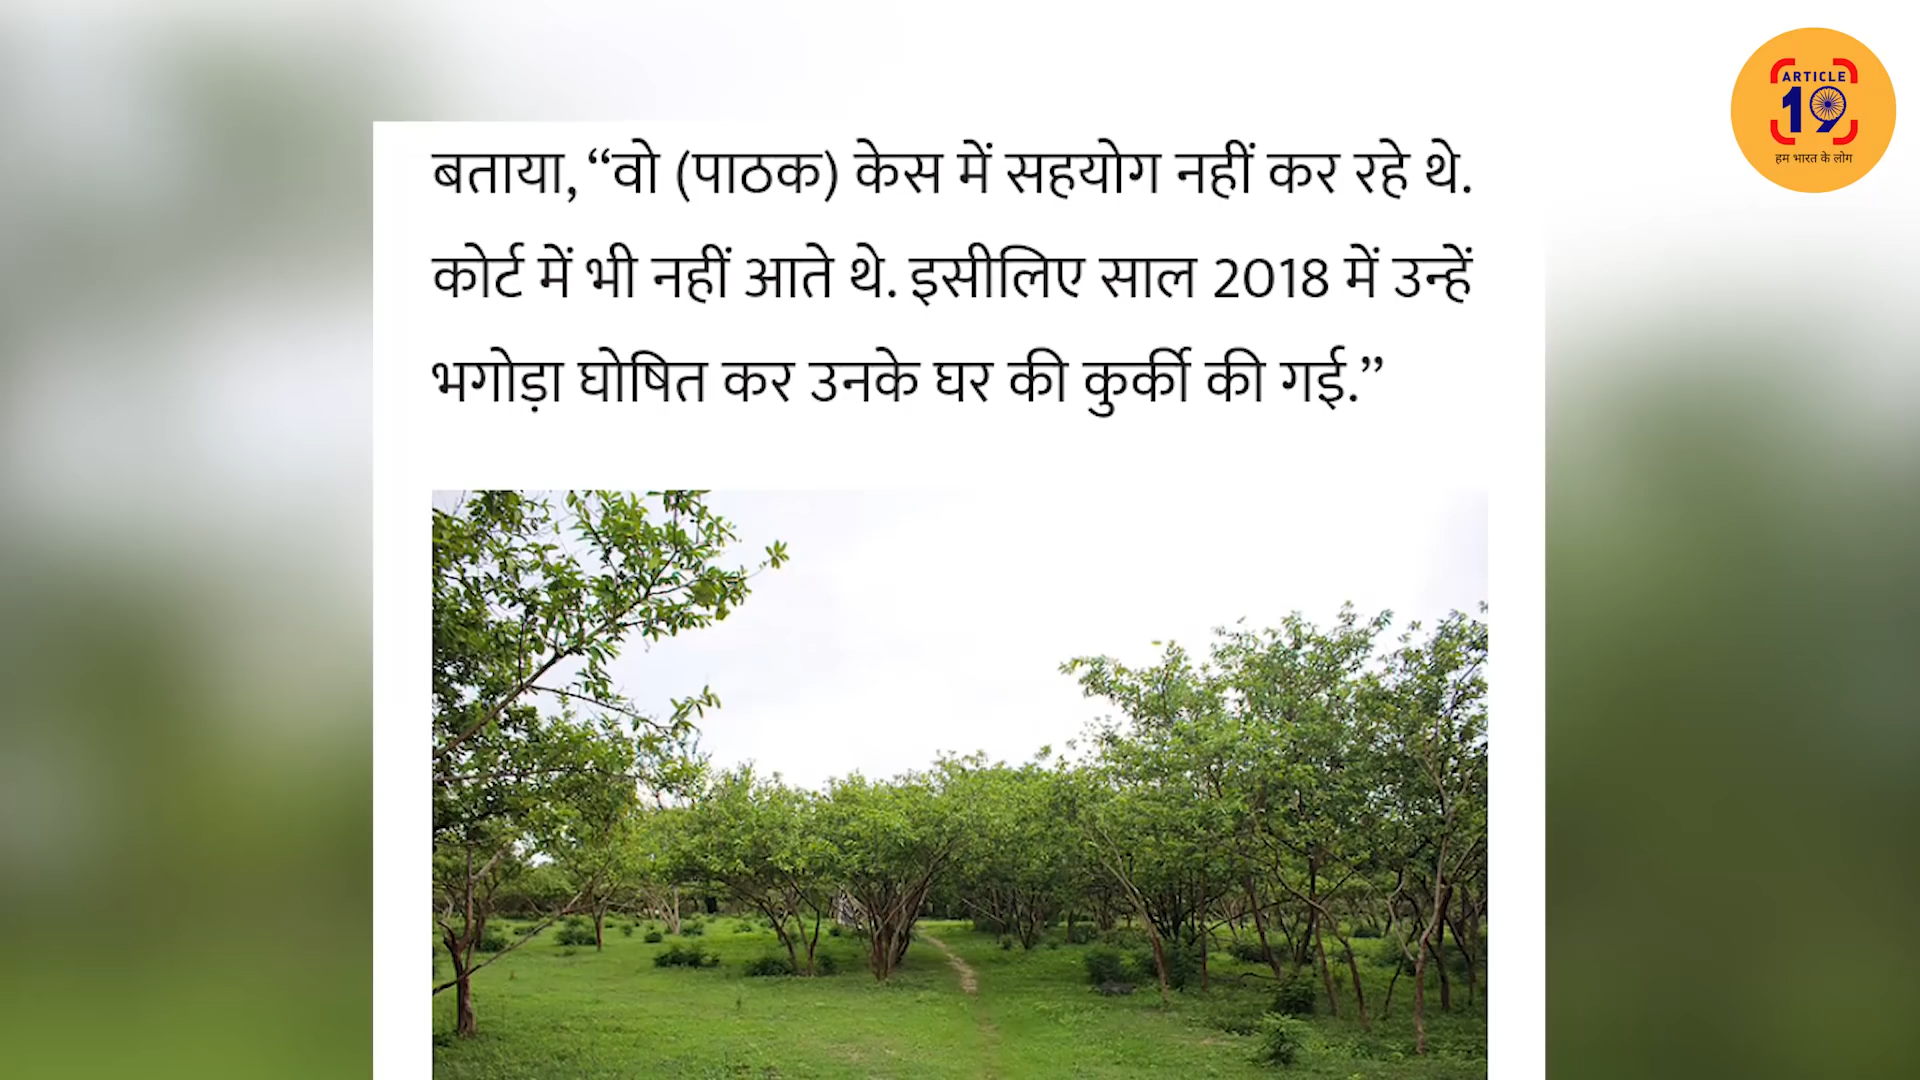 बताया, “वो (पाठक) केस में सहयोग नहीं कर रहे थे.
कोर्ट में भी नहीं आते थे. इसीलिए साल 2018 में उन्हें
भगोड़ा घोषित कर उनके घर की कुर्की की गई.”
ARTICLE
19
हम भारत के लोग